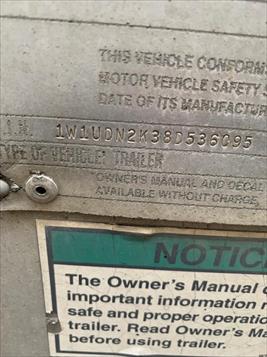 THIS VEHICLE CONFORM
MOTOR VEHICLE SAFETY S
DATE OF ITS MANUFACTUR
I.N. 1W1UDN2K38D536095
TYPE OF VEHICLE: TRAILER
OWNER'S MANUAL AND DECAL
AVAILABLE WITHOUT CHARGE
NOTIC
The Owner's Manual c
important information r
safe and proper operatio
trailer. Read Owner's Ma
before using trailer.